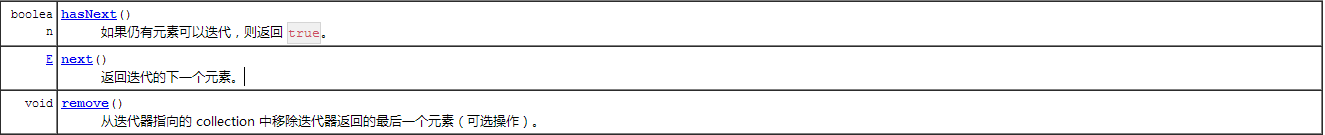 boolea hasNext()
n 如果仍有元素可以迭代，则返回 true。
E next()
返回迭代的下一个元素。
void remove()
从迭代器指向的 collection 中移除迭代器返回的最后一个元素（可选操作）。